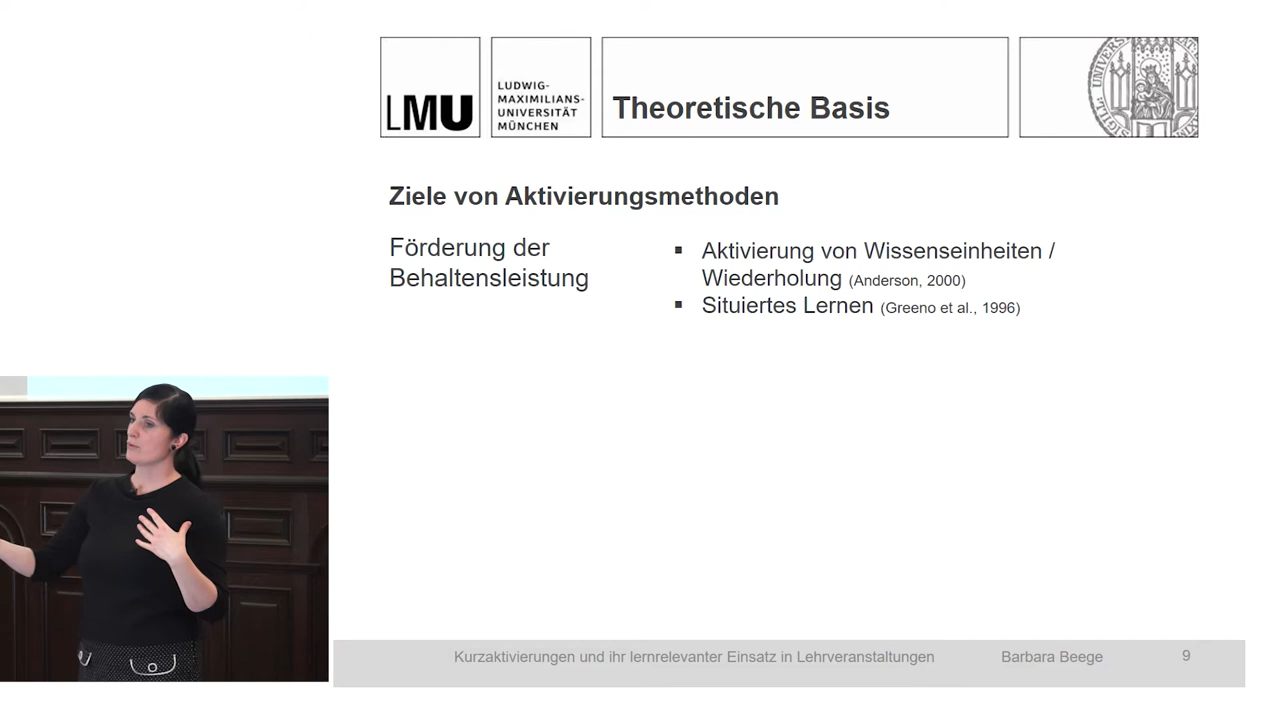 LMU
LUDWIG-
MAXIMILIANS-
UNIVERSITÄT
MÜNCHEN
Theoretische Basis
Ziele von Aktivierungsmethoden
Förderung der
Behaltensleistung
▪ Aktivierung von Wissenseinheiten /
Wiederholung (Anderson, 2000)
▪ Situiertes Lernen (Greeno et al., 1996)
Kurzaktivierungen und ihr lernrelevanter Einsatz in Lehrveranstaltungen Barbara Beege 9